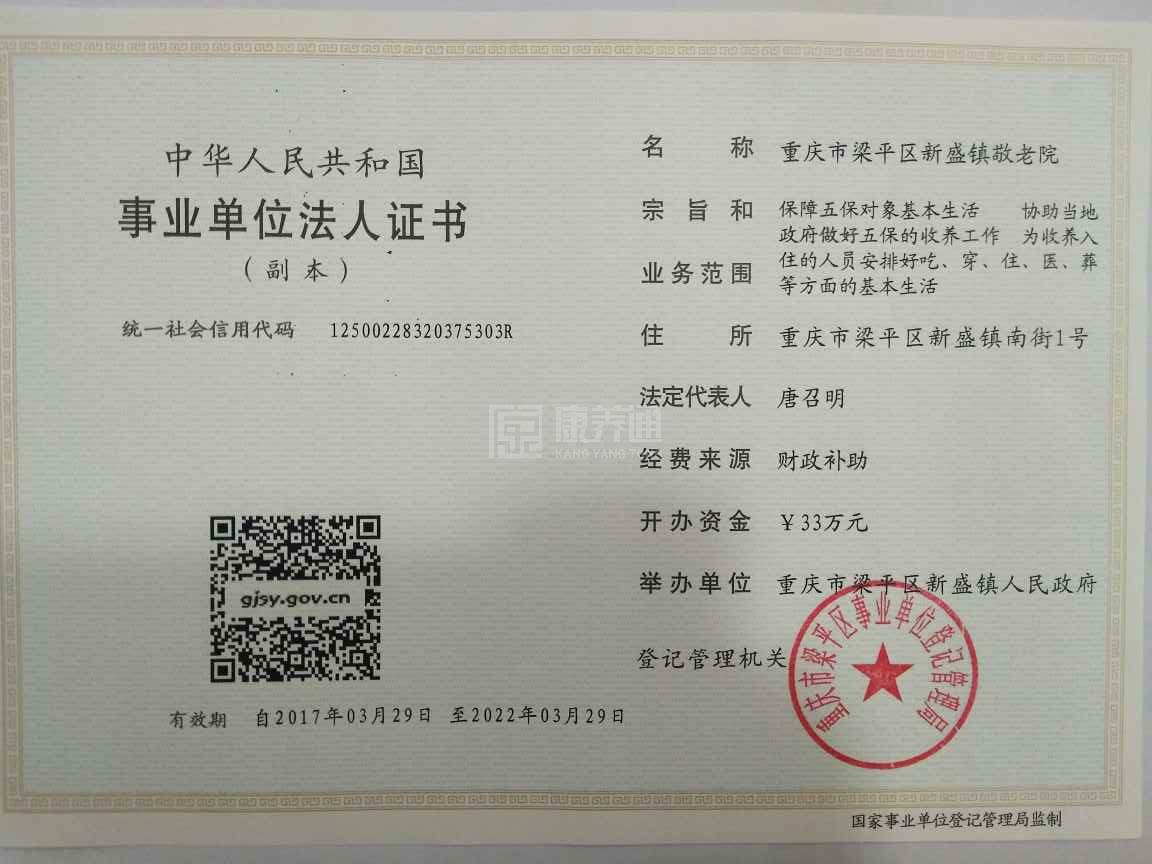 中华人民共和国
事业单位法人证书
（副本）
统一社会信用代码 12500228320375303R
gjsy.gov.cn
有效期 自2017年03月29日 至2022年03月29日
名称 重庆市梁平区新盛镇敬老院
宗旨和
业务范围
保障五保对象基本生活 协助当地
政府做好五保的收养工作 为收养入
住的人员安排好吃、穿、住、医、葬
等方面的基本生活
住所 重庆市梁平区新盛镇南街1号
法定代表人 唐召明
经费来源 财政补助
开办资金 ￥33万元
举办单位 重庆市梁平区新盛镇人民政府
登记管理机关
重庆市梁平区事业单位登记管理局
国家事业单位登记管理局监制
康养通
KANG YANG